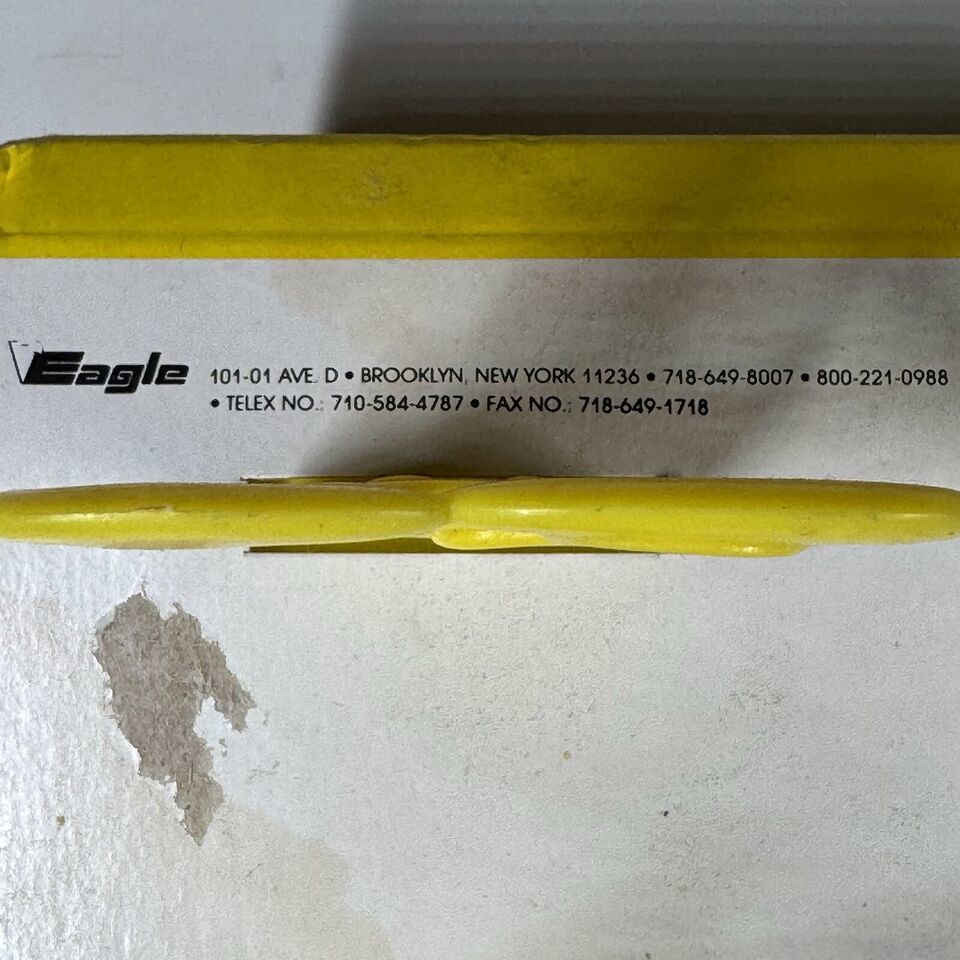 Eagle 101-01 AVE. D • BROOKLYN, NEW YORK 11236 • 718-649-8007 • 800-221-0988
• TELEX NO.: 710-584-4787 • FAX NO.: 718-649-1718